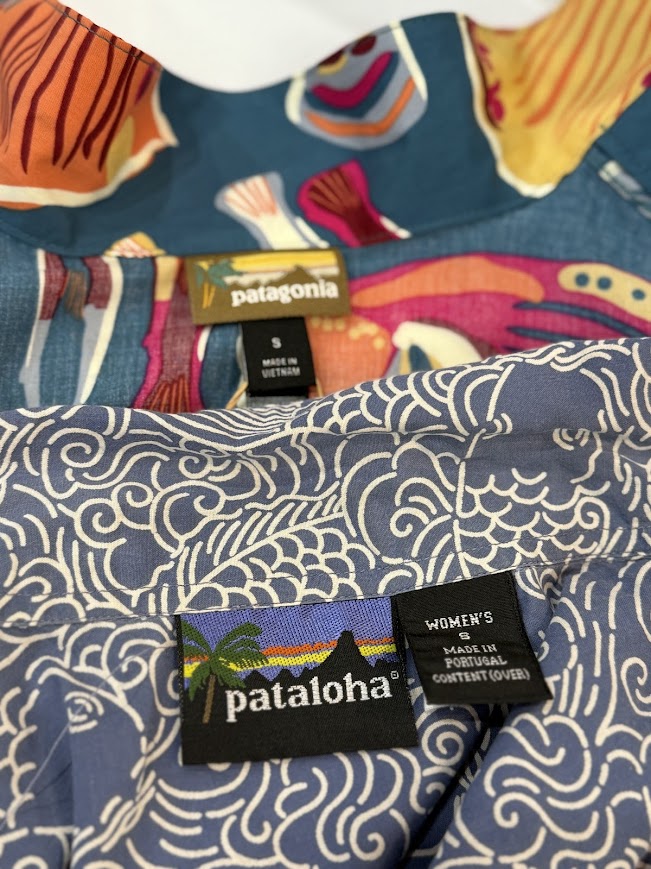 patagonia
S
MADE IN
VIETNAM
pataloha
WOMEN'S
S
MADE IN
PORTUGAL
CONTENT (OVER)